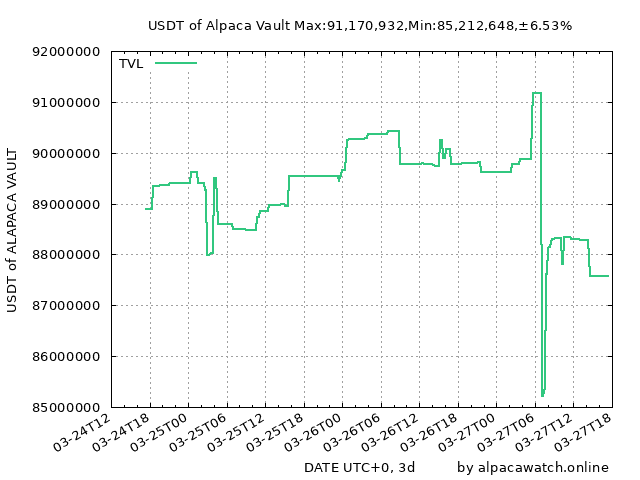 USDT of Alpaca Vault Max:91,170,932,Min:85,212,648,±6.53%
TVL
92000000
91000000
90000000
89000000
88000000
87000000
86000000
85000000
USDT of ALAPACA VAULT
03-24T12
03-24T18
03-25T00
03-25T06
03-25T12
03-25T18
03-26T00
03-26T06
03-26T12
03-26T18
03-27T00
03-27T06
03-27T12
03-27T18
DATE UTC+0, 3d
by alpacawatch.online